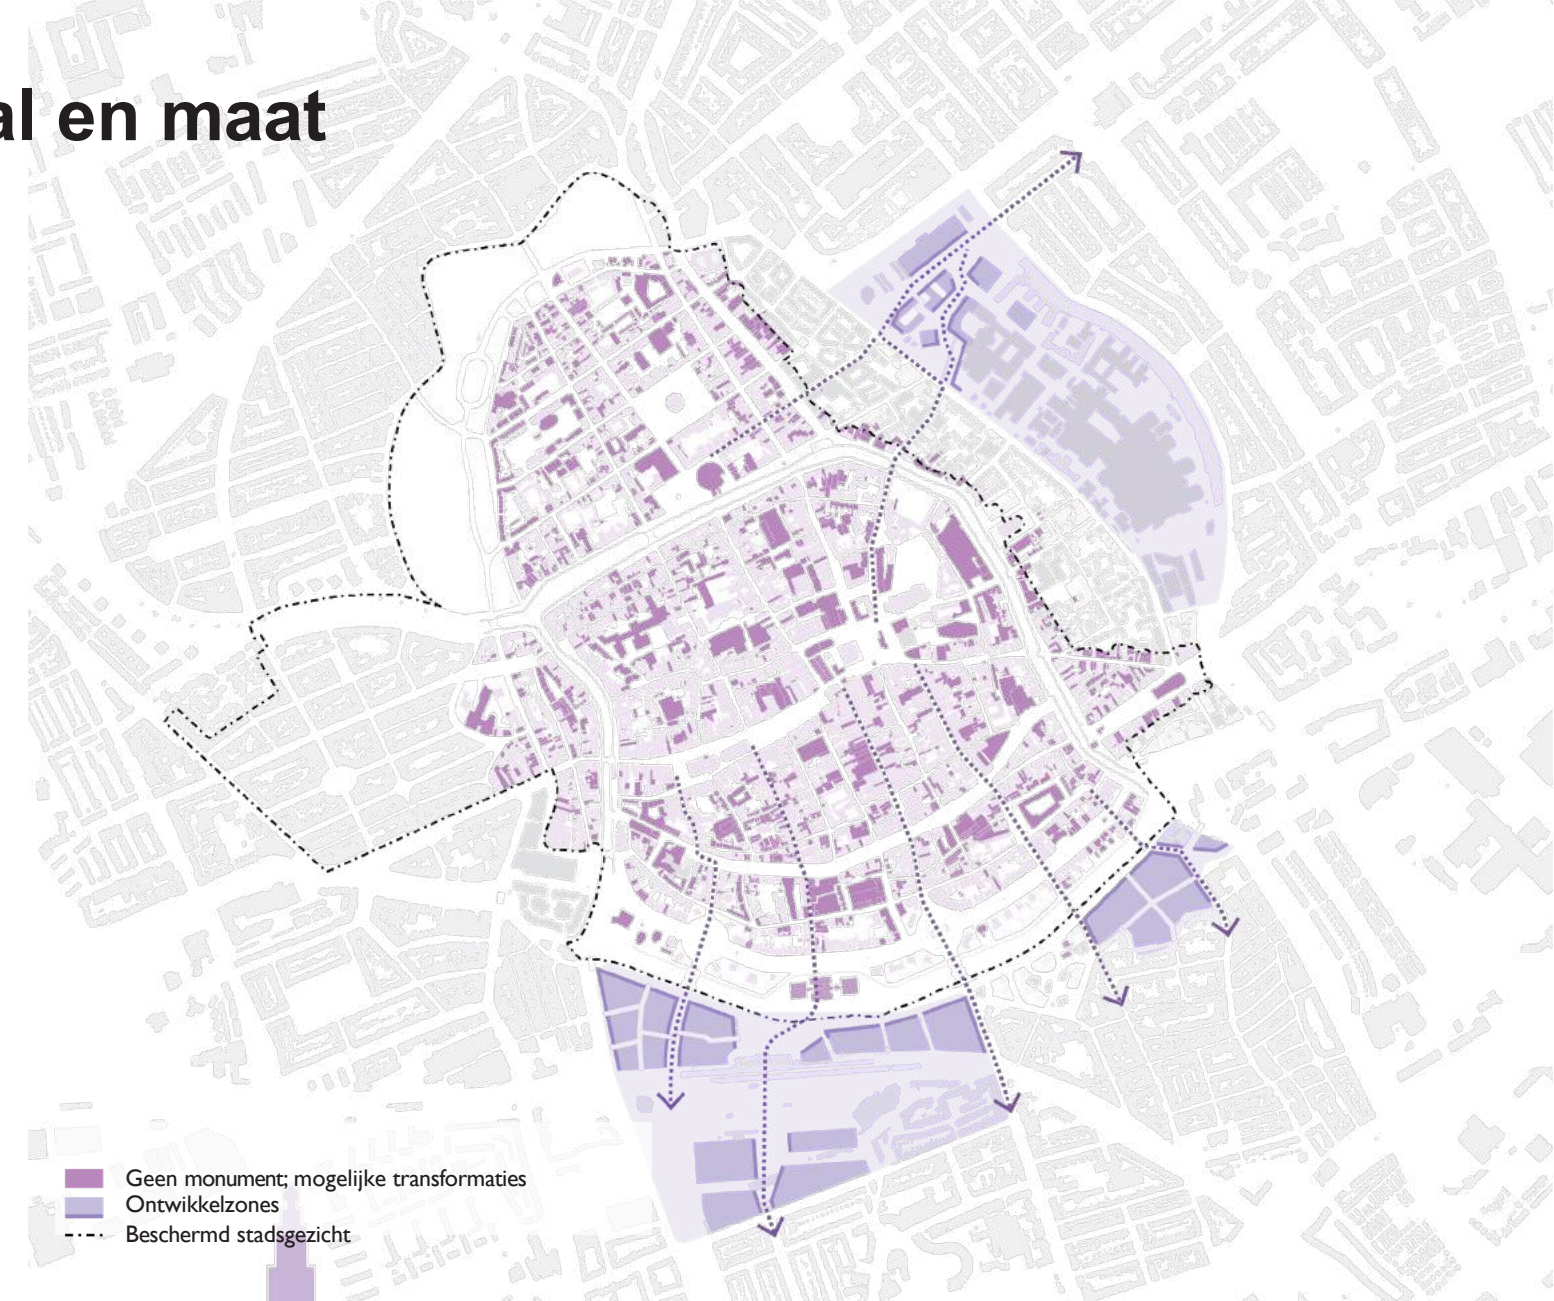 al en maat
Geen monument; mogelijke transformaties
Ontwikkelzones
Beschermd stadsgezicht